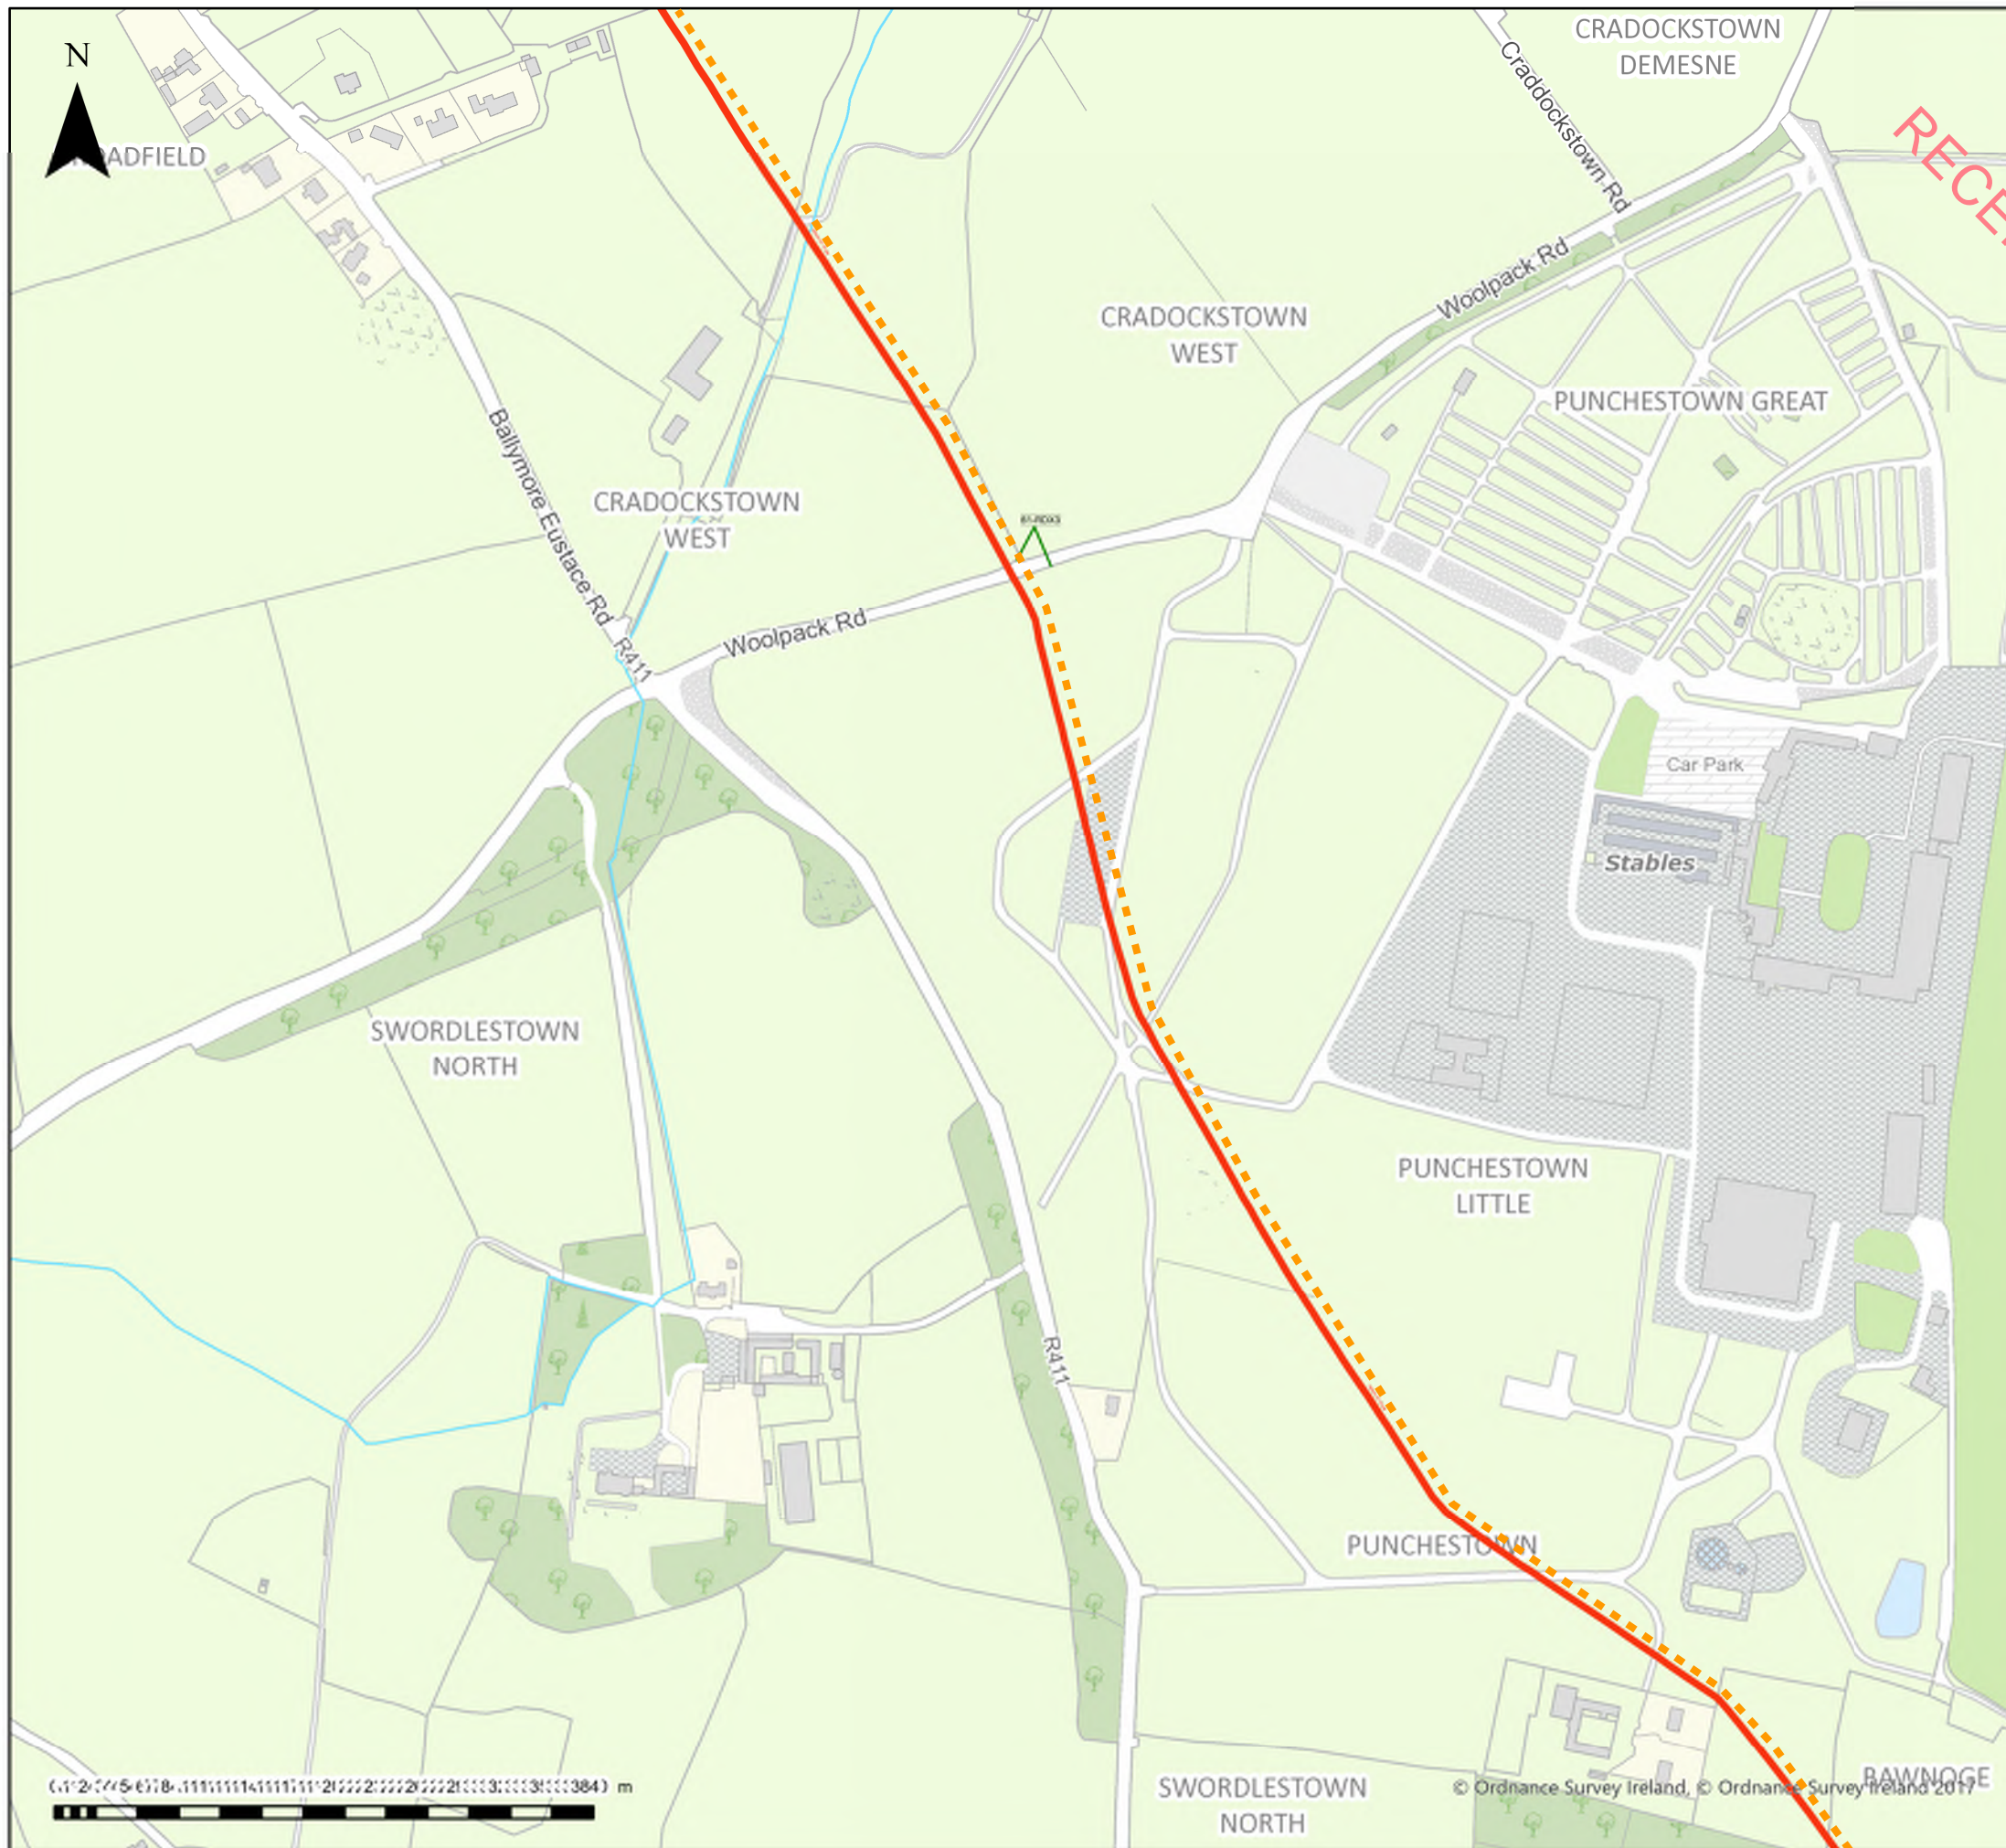 N
CRADOCKSTOWN
DEMESNE
Craddockstown Rd
CRADOCKSTOWN
WEST
Woolpack Rd
PUNCHESTOWN GREAT
Ballymore Eustace Rd
CRADOCKSTOWN
WEST
R411
Woolpack Rd
Car Park
Stables
SWORDLESTOWN
NORTH
PUNCHESTOWN
LITTLE
R411
PUNCHESTOWN
m
SWORDLESTOWN
NORTH
© Ordnance Survey Ireland, © Ordnance Survey Ireland 2017
BAWNOGE